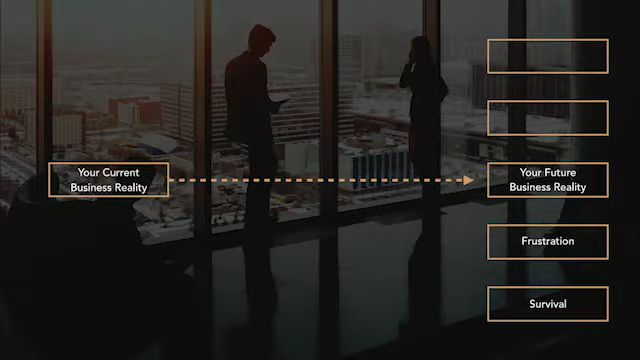 Your Current
Business Reality
Your Future
Business Reality
Frustration
Survival